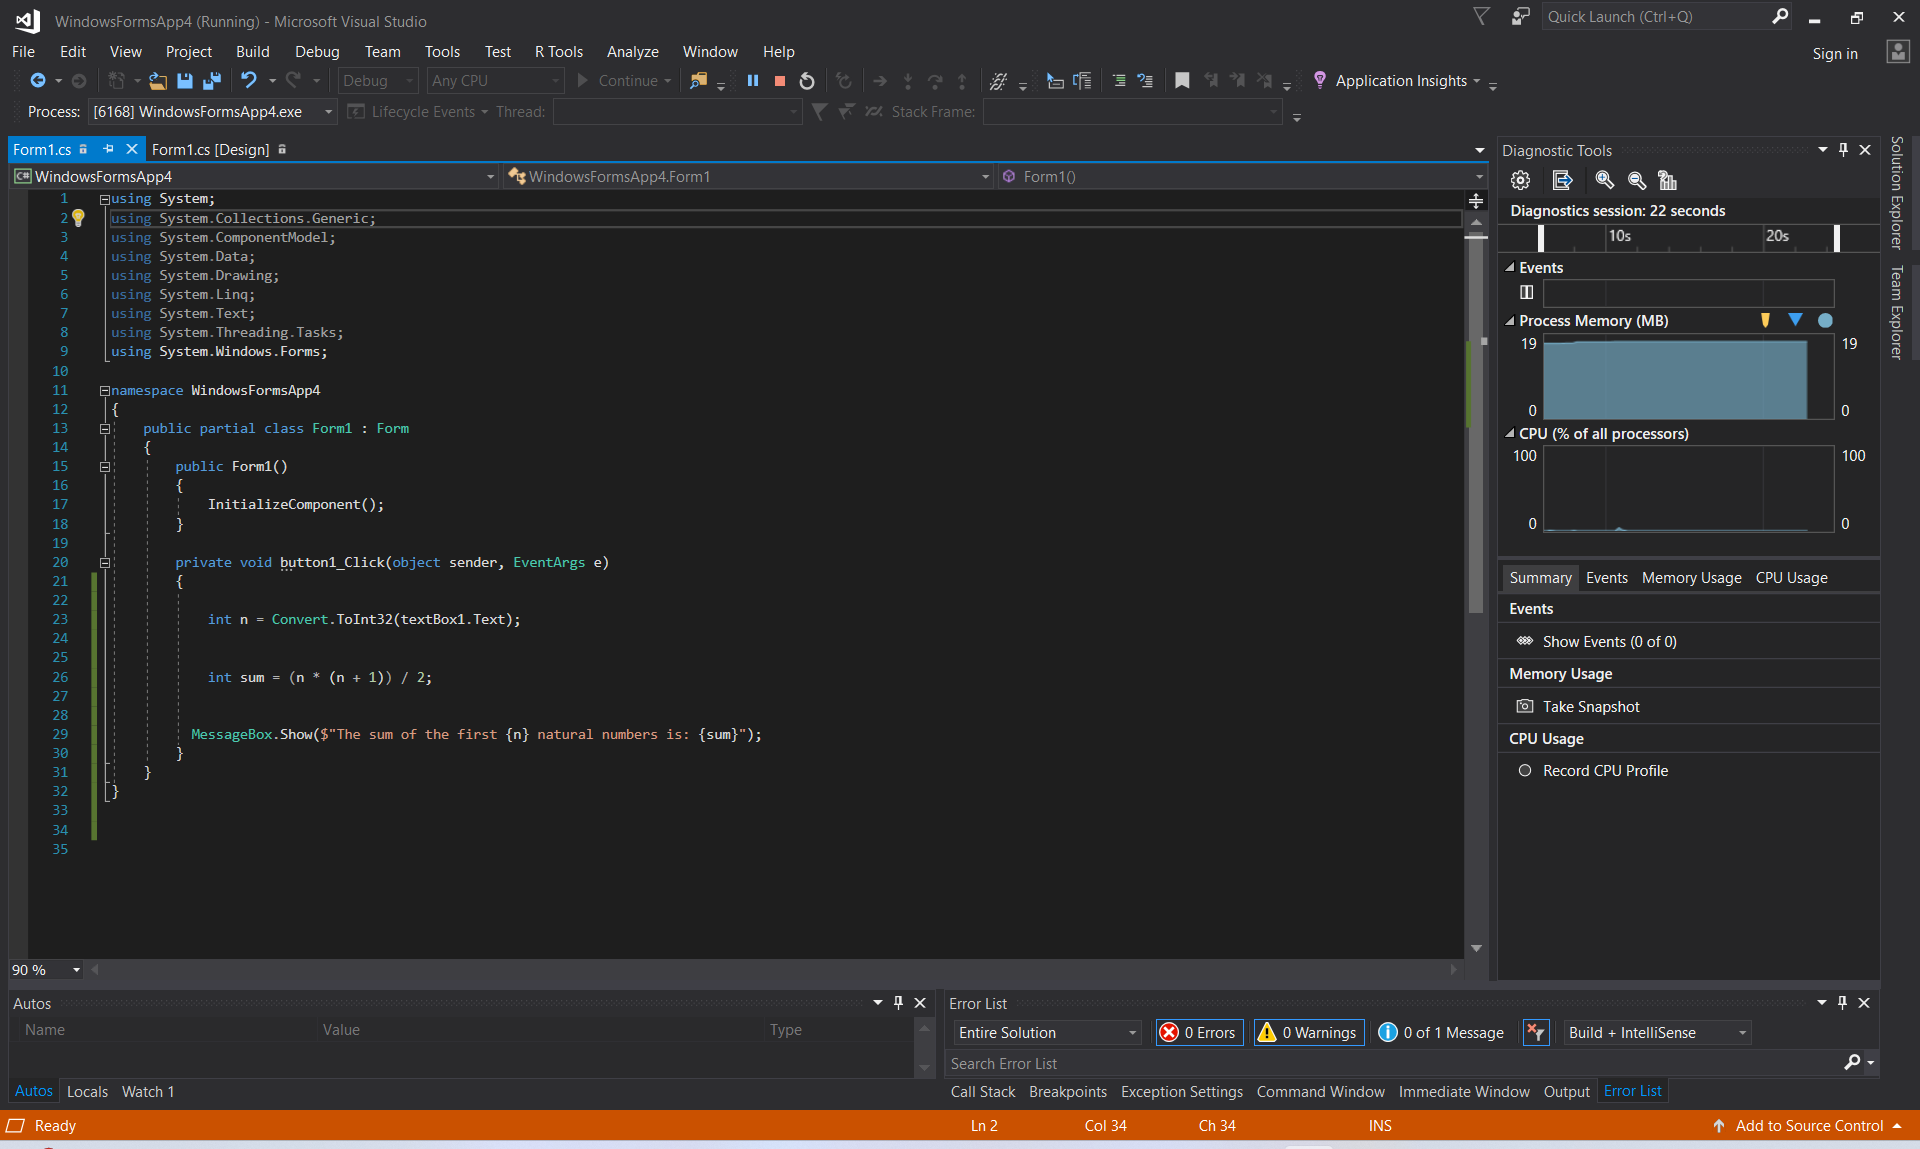 WindowsFormsApp4 (Running) - Microsoft Visual Studio
Quick Launch (Ctrl+Q)
File Edit View Project Build Debug Team Tools Test R Tools Analyze Window Help
Sign in
Debug Any CPU Continue Application Insights
Process: [6168] WindowsFormsApp4.exe Lifecycle Events Thread: Stack Frame:
Form1.cs Form1.cs [Design]
C# WindowsFormsApp4 WindowsFormsApp4.Form1 Form1()
1 using System;
2 using System.Collections.Generic;
3 using System.ComponentModel;
4 using System.Data;
5 using System.Drawing;
6 using System.Linq;
7 using System.Text;
8 using System.Threading.Tasks;
9 using System.Windows.Forms;
10
11 namespace WindowsFormsApp4
12 {
13 public partial class Form1 : Form
14 {
15 public Form1()
16 {
17 InitializeComponent();
18 }
19
20 private void button1_Click(object sender, EventArgs e)
21 {
22
23 int n = Convert.ToInt32(textBox1.Text);
24
25
26 int sum = (n * (n + 1)) / 2;
27
28
29 MessageBox.Show($"The sum of the first {n} natural numbers is: {sum}");
30 }
31 }
32 }
33
34
35
90 %
Diagnostic Tools
Diagnostics session: 22 seconds
10s 20s
Events
Process Memory (MB)
19 19
0 0
CPU (% of all processors)
100 100
0 0
Summary Events Memory Usage CPU Usage
Events
Show Events (0 of 0)
Memory Usage
Take Snapshot
CPU Usage
Record CPU Profile
Solution Explorer
Team Explorer
Autos
Name Value Type
Autos Locals Watch 1
Error List
Entire Solution 0 Errors 0 Warnings 0 of 1 Message Build + IntelliSense
Search Error List
Call Stack Breakpoints Exception Settings Command Window Immediate Window Output Error List
Ready Ln 2 Col 34 Ch 34 INS Add to Source Control